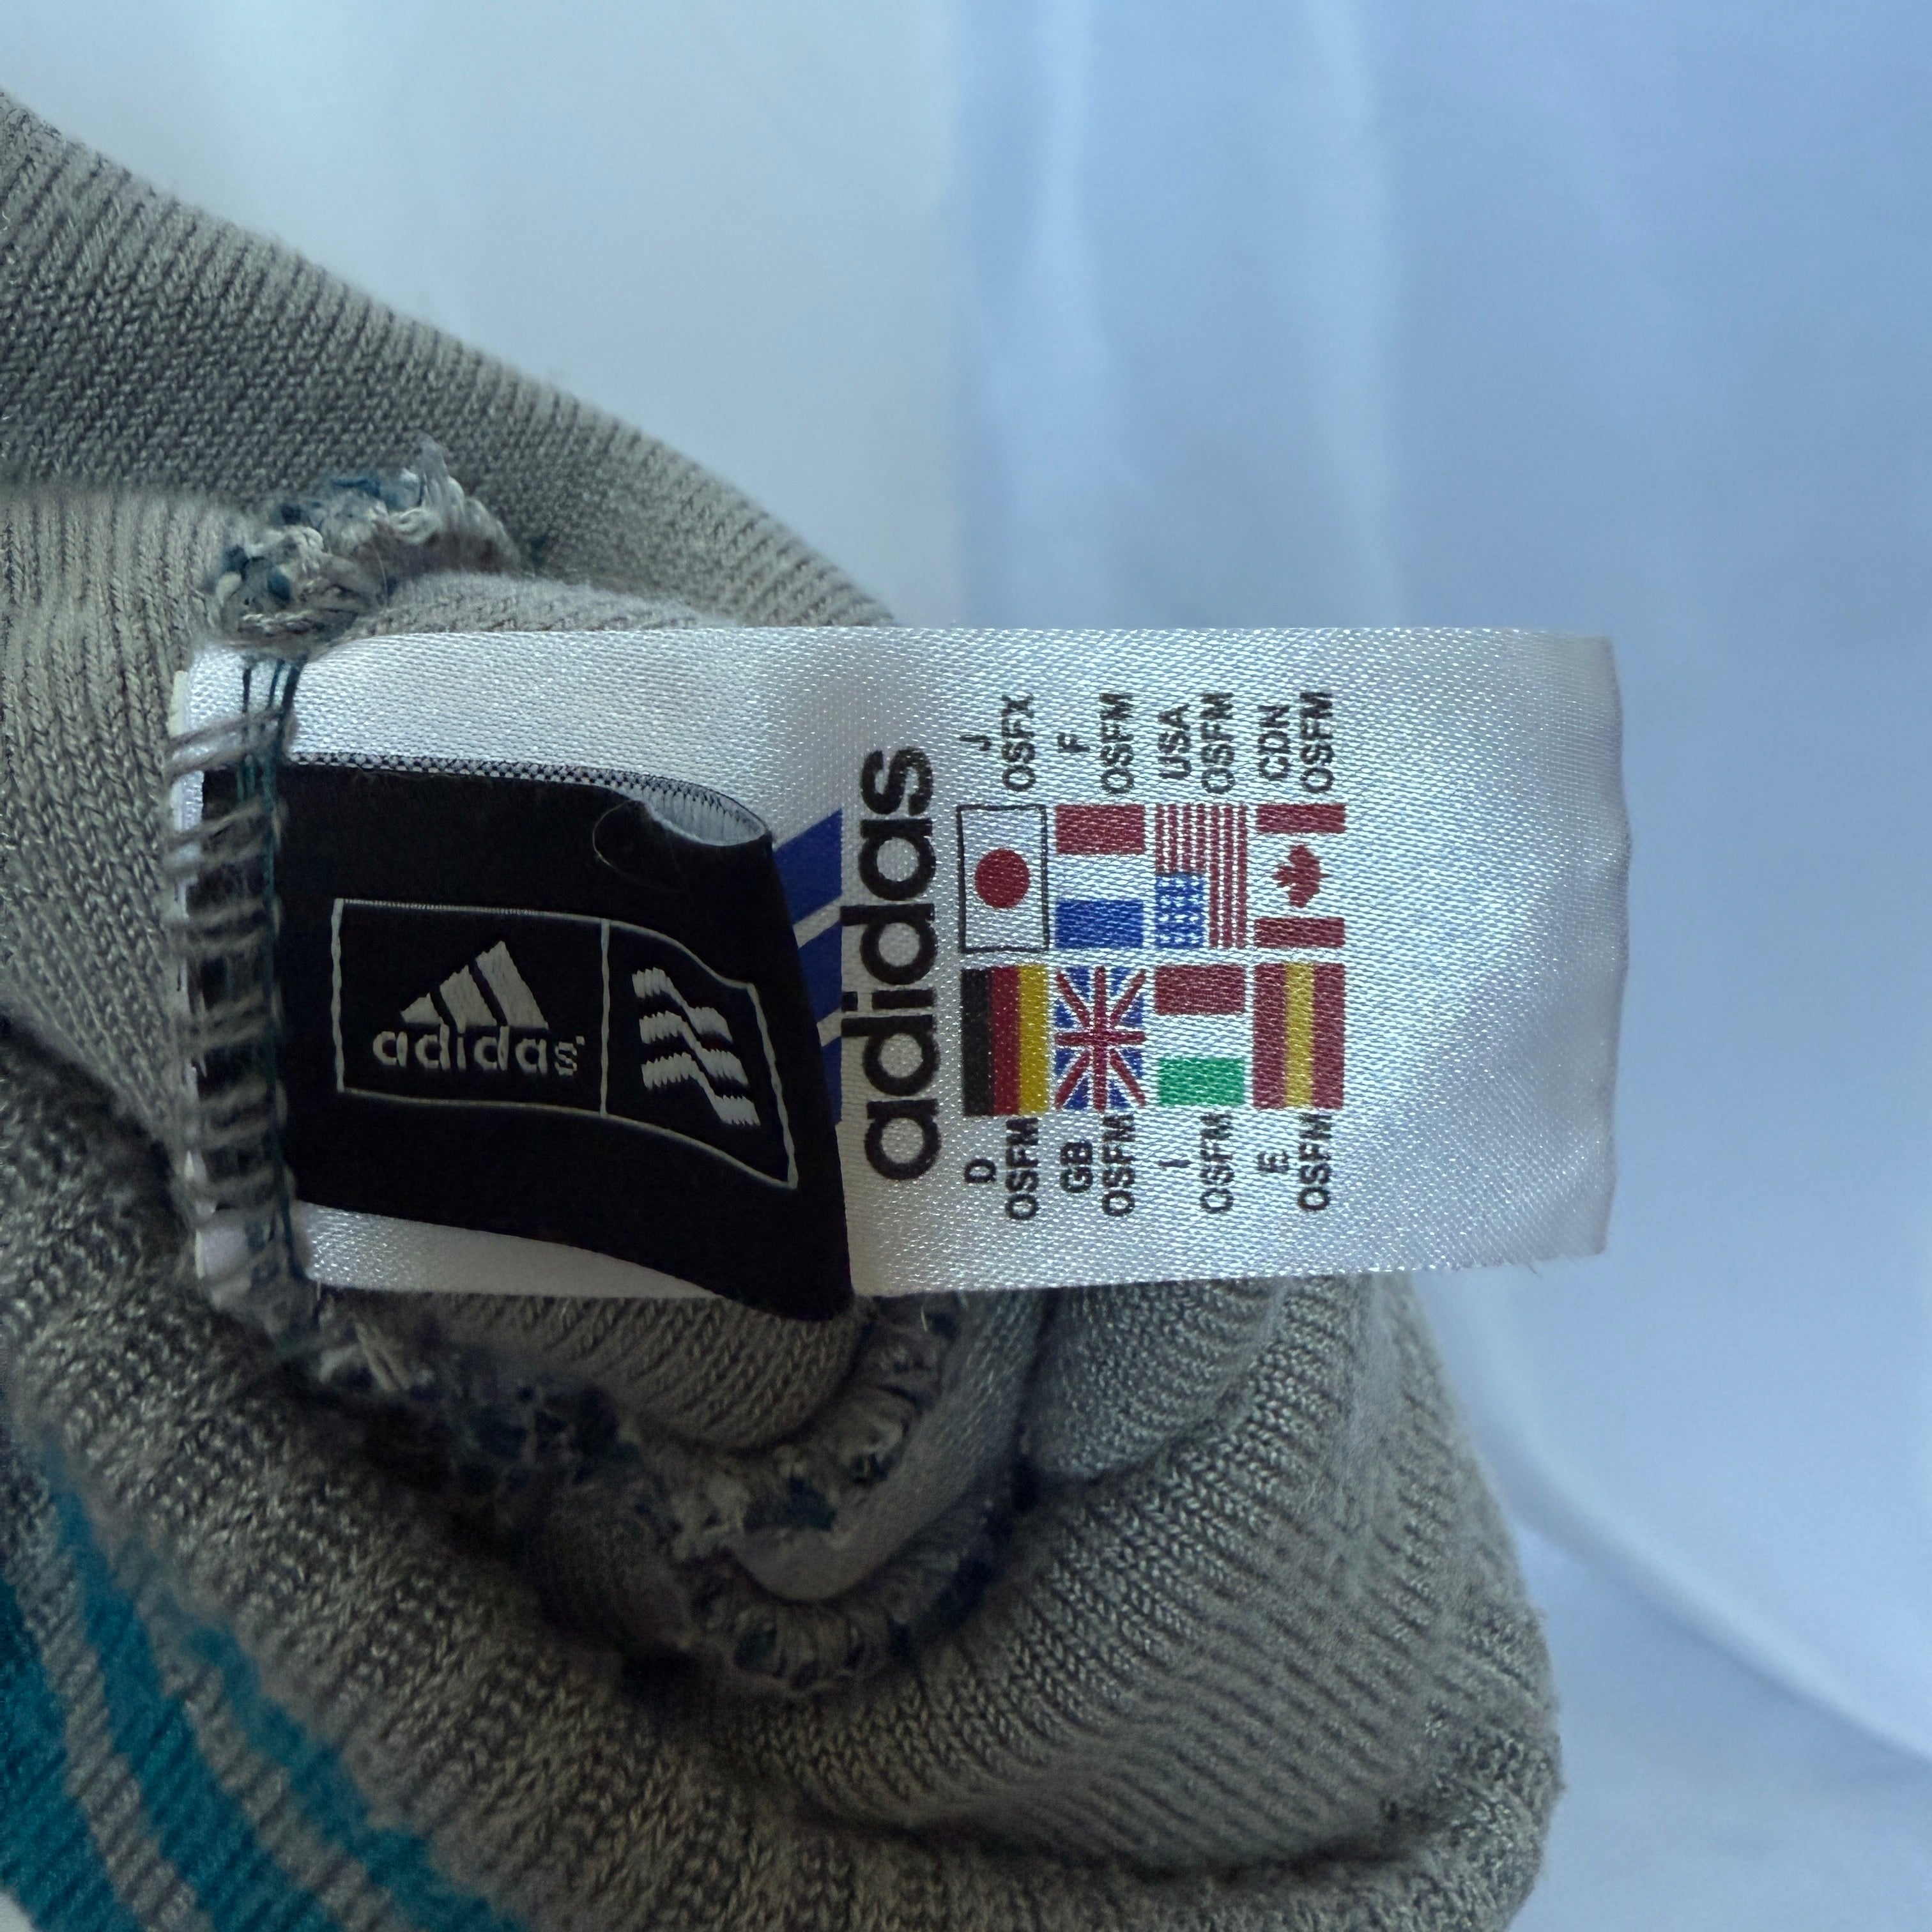 adidas
adidas
D
OSFM
J
OSFX
GB
OSFM
F
OSFM
I
OSFM
USA
OSFM
E
OSFM
CDN
OSFM